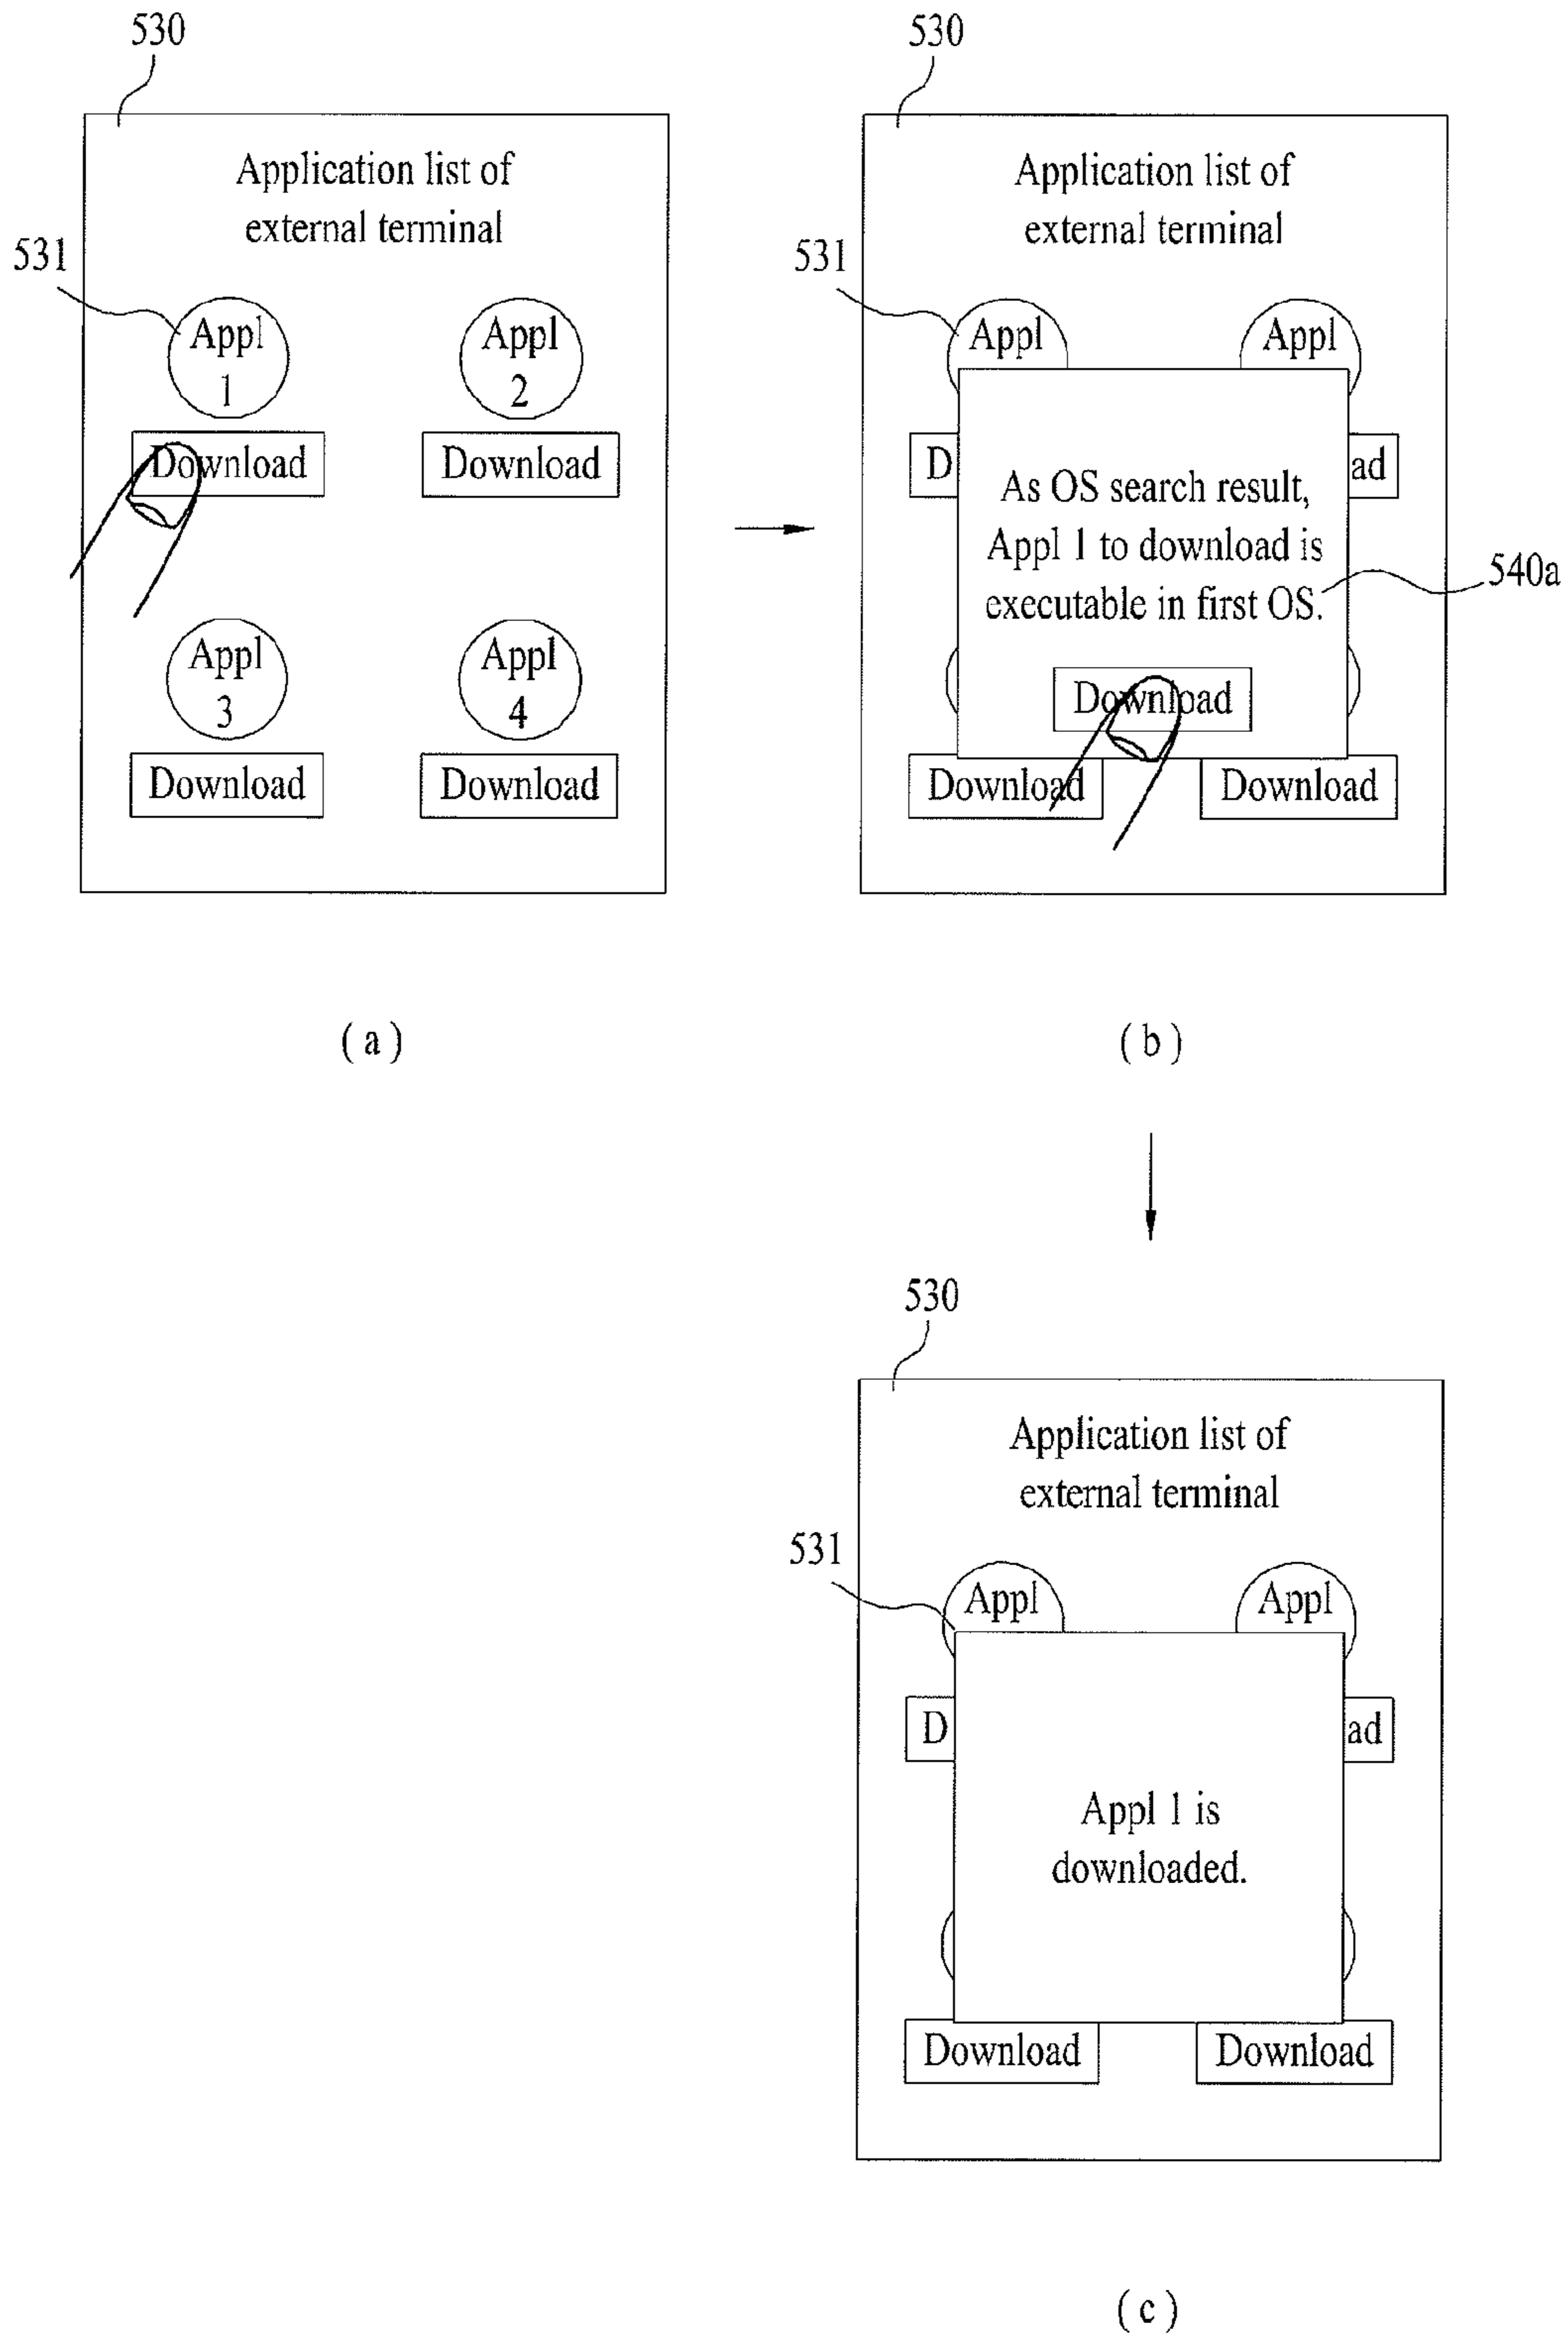 530
Application list of
external terminal
531
Appl
1
Appl
2
Download
Download
Appl
3
Appl
4
Download
Download
(a)
530
Application list of
external terminal
531
Appl
Appl
D
ad
As OS search result,
Appl 1 to download is
executable in first OS.
540a
Download
Download
Download
(b)
530
Application list of
external terminal
531
Appl
Appl
D
ad
Appl 1 is
downloaded.
Download
Download
(c)